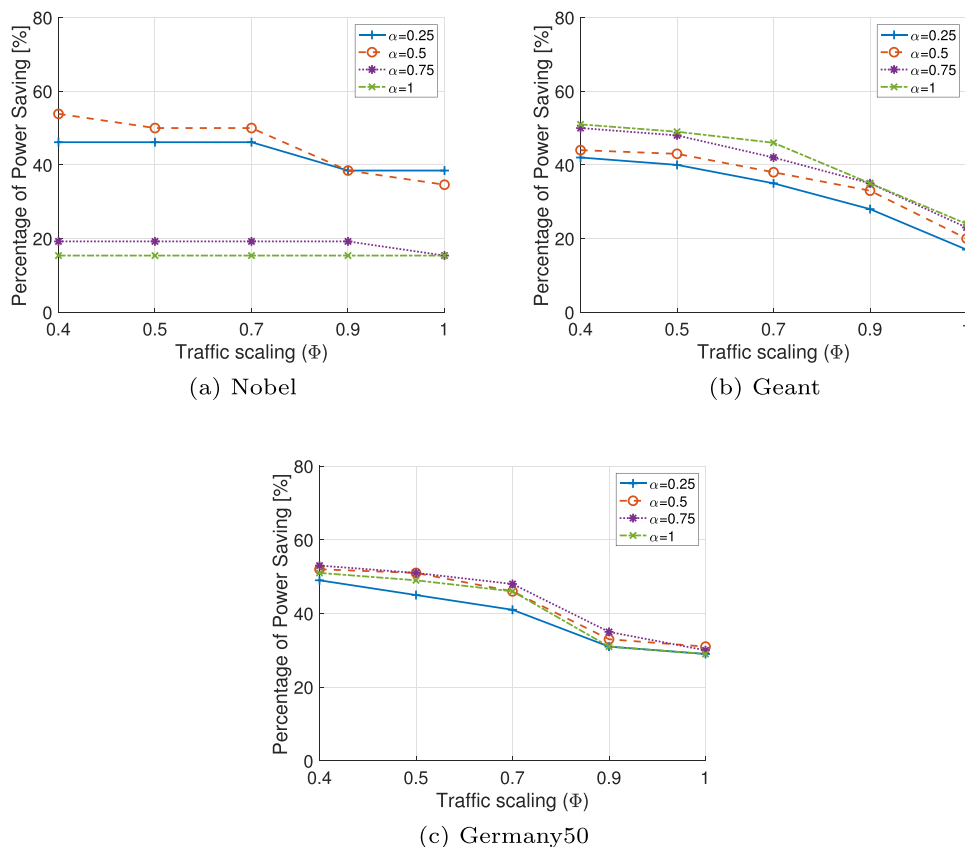 Percentage of Power Saving [%]
80
60
40
20
0
0.4 0.5 0.7 0.9 1
Traffic scaling (Φ)
α=0.25
α=0.5
α=0.75
α=1
(a) Nobel
Percentage of Power Saving [%]
80
60
40
20
0
0.4 0.5 0.7 0.9 1
Traffic scaling (Φ)
α=0.25
α=0.5
α=0.75
α=1
(b) Geant
Percentage of Power Saving [%]
80
60
40
20
0
0.4 0.5 0.7 0.9 1
Traffic scaling (Φ)
α=0.25
α=0.5
α=0.75
α=1
(c) Germany50